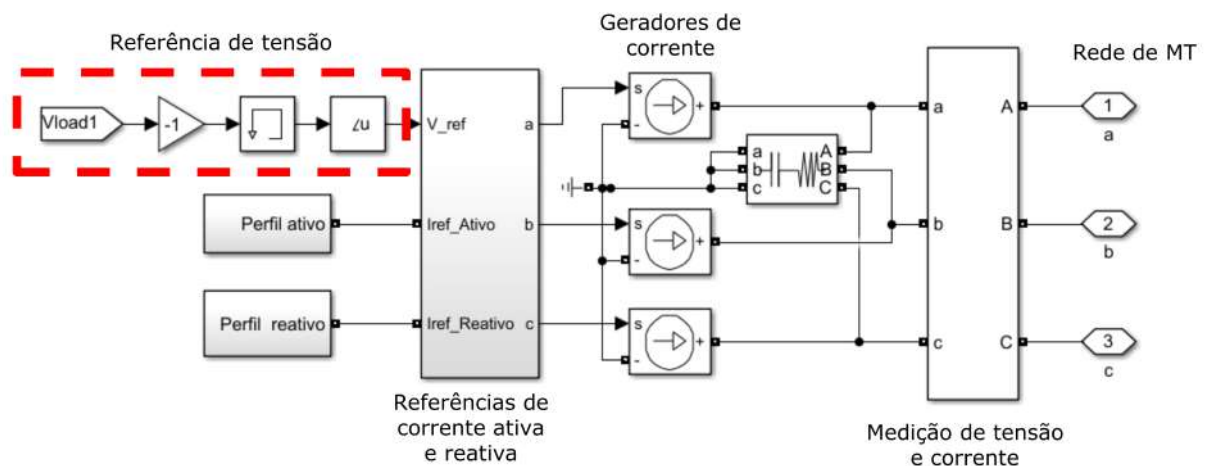 Referência de tensão
Geradores de
corrente
Rede de MT
Vload1
-1
∠u
V_ref
a
Iref_Ativo
b
Iref_Reativo
c
Perfil ativo
Perfil reativo
s
+
-
s
+
-
s
+
-
a
A
b
B
c
C
a
A
b
B
c
C
1
a
2
b
3
c
Referências de
corrente ativa
e reativa
Medição de tensão
e corrente